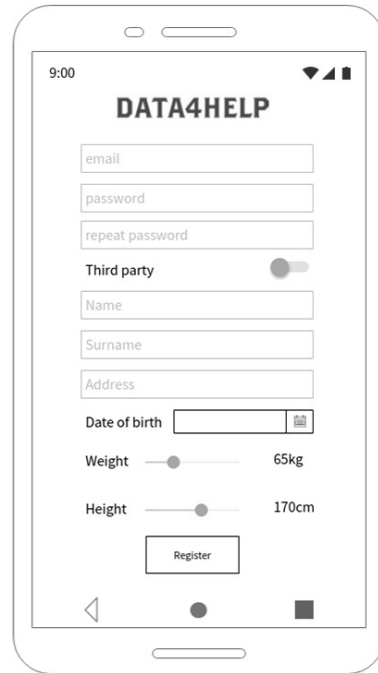 9:00
DATA4HELP
email
password
repeat password
Third party
Name
Surname
Address
Date of birth
Weight 65kg
Height 170cm
Register